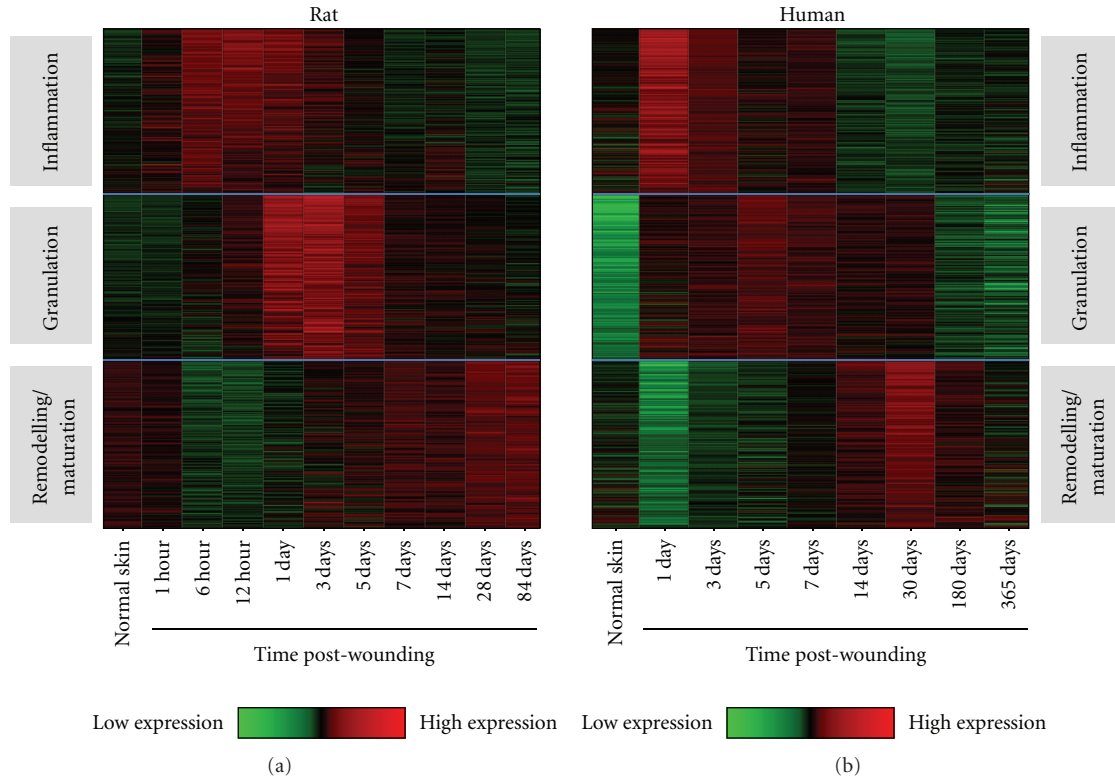 Rat
Human
Inflammation
Granulation
Remodelling/
maturation
Inflammation
Granulation
Remodelling/
maturation
Normal skin
1 hour
6 hour
12 hour
1 day
3 days
5 days
7 days
14 days
28 days
84 days
Time post-wounding
Normal skin
1 day
3 days
5 days
7 days
14 days
30 days
180 days
365 days
Time post-wounding
Low expression
High expression
Low expression
High expression
(a)
(b)